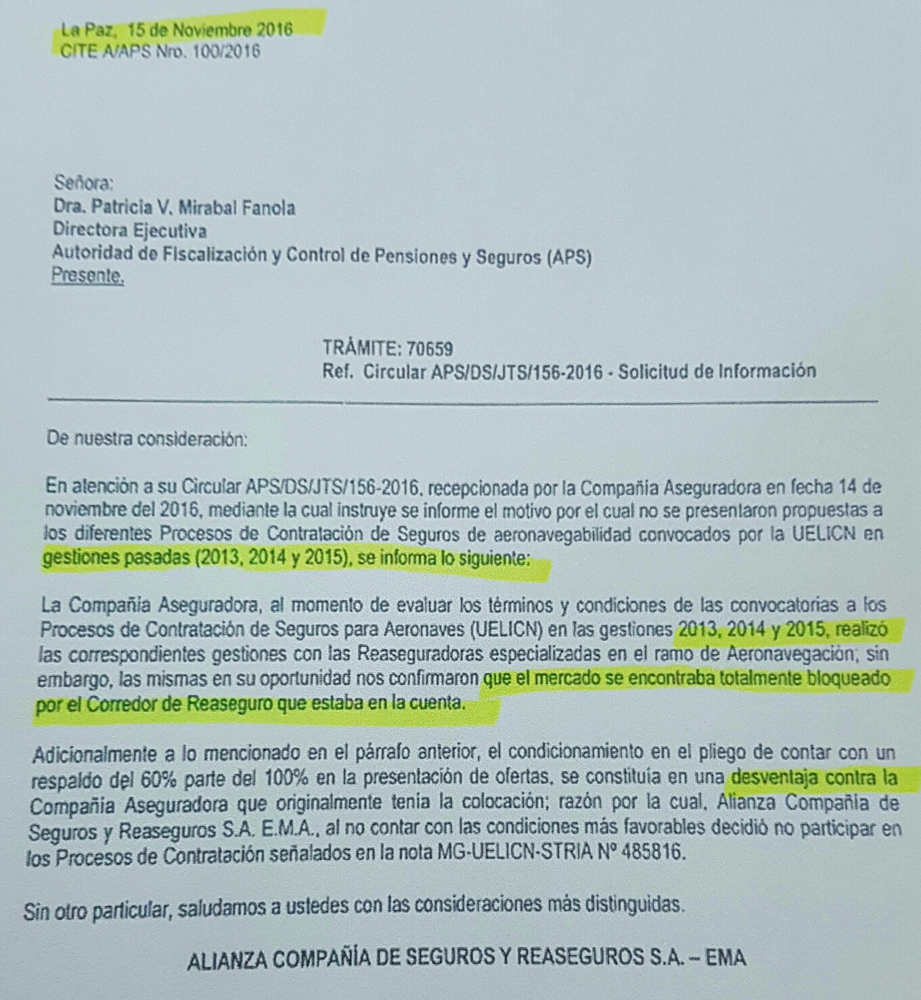 La Paz, 15 de Noviembre 2016
CITE A/APS Nro. 100/2016
Señora:
Dra. Patricia V. Mirabal Fanola
Directora Ejecutiva
Autoridad de Fiscalización y Control de Pensiones y Seguros (APS)
Presente.
TRÁMITE: 70659
Ref. Circular APS/DS/JTS/156-2016 - Solicitud de Información
De nuestra consideración:
En atención a su Circular APS/DS/JTS/156-2016, recepcionada por la Compañía Aseguradora en fecha 14 de
noviembre del 2016, mediante la cual instruye se informe el motivo por el cual no se presentaron propuestas a
los diferentes Procesos de Contratación de Seguros de aeronavegabilidad convocados por la UELICN en
gestiones pasadas (2013, 2014 y 2015), se informa lo siguiente:
La Compañía Aseguradora, al momento de evaluar los términos y condiciones de las convocatorias a los
Procesos de Contratación de Seguros para Aeronaves (UELICN) en las gestiones 2013, 2014 y 2015, realizó
las correspondientes gestiones con las Reaseguradoras especializadas en el ramo de Aeronavegación; sin
embargo, las mismas en su oportunidad nos confirmaron que el mercado se encontraba totalmente bloqueado
por el Corredor de Reaseguro que estaba en la cuenta.
Adicionalmente a lo mencionado en el párrafo anterior, el condicionamiento en el pliego de contar con un
respaldo del 60% parte del 100% en la presentación de ofertas, se constituía en una desventaja contra la
Compañía Aseguradora que originalmente tenía la colocación; razón por la cual, Alianza Compañía de
Seguros y Reaseguros S.A. E.M.A., al no contar con las condiciones más favorables decidió no participar en
los Procesos de Contratación señalados en la nota MG-UELICN-STRIA Nº 485816.
Sin otro particular, saludamos a ustedes con las consideraciones más distinguidas.
ALIANZA COMPAÑÍA DE SEGUROS Y REASEGUROS S.A. – EMA